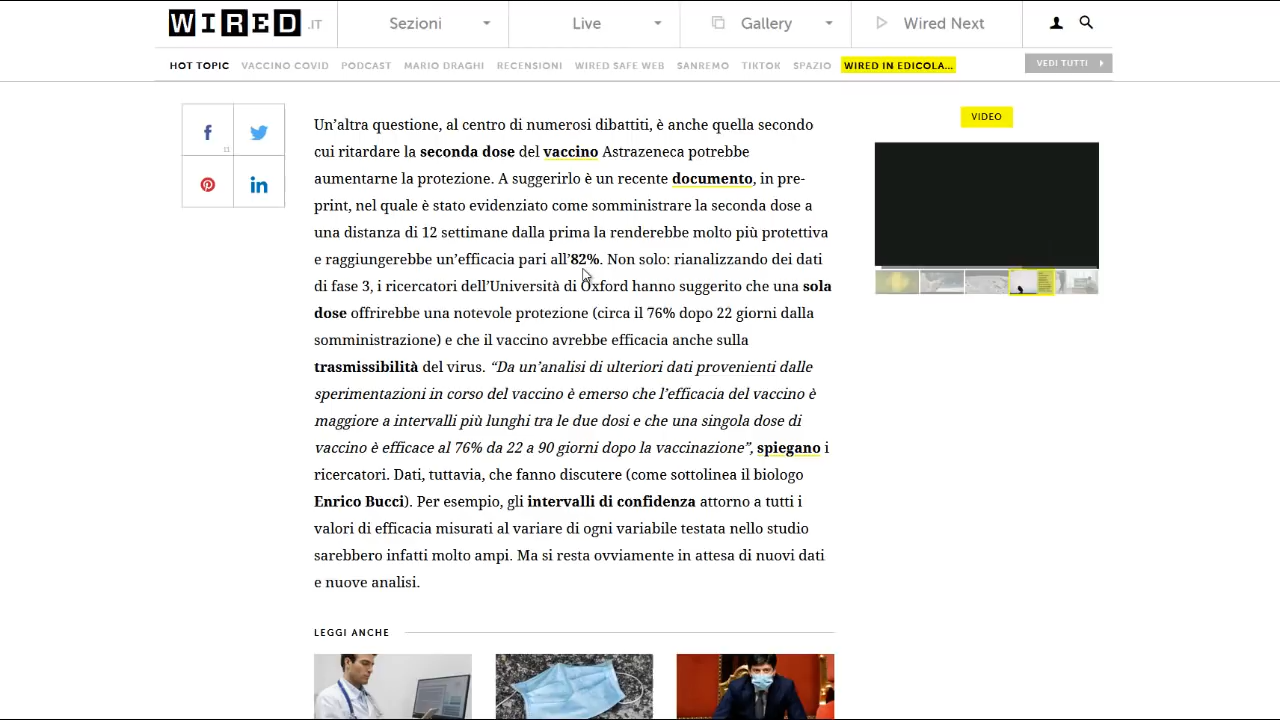 WIRED.IT
Sezioni
Live
Gallery
Wired Next
HOT TOPIC VACCINO COVID PODCAST MARIO DRAGHI RECENSIONI WIRED SAFE WEB SANREMO TIKTOK SPAZIO WIRED IN EDICOLA... VEDI TUTTI
Un’altra questione, al centro di numerosi dibattiti, è anche quella secondo
cui ritardare la seconda dose del vaccino Astrazeneca potrebbe
aumentarne la protezione. A suggerirlo è un recente documento, in pre-
print, nel quale è stato evidenziato come somministrare la seconda dose a
una distanza di 12 settimane dalla prima la renderebbe molto più protettiva
e raggiungerebbe un’efficacia pari all’82%. Non solo: rianalizzando dei dati
di fase 3, i ricercatori dell’Università di Oxford hanno suggerito che una sola
dose offrirebbe una notevole protezione (circa il 76% dopo 22 giorni dalla
somministrazione) e che il vaccino avrebbe efficacia anche sulla
trasmissibilità del virus. “Da un’analisi di ulteriori dati provenienti dalle
sperimentazioni in corso del vaccino è emerso che l’efficacia del vaccino è
maggiore a intervalli più lunghi tra le due dosi e che una singola dose di
vaccino è efficace al 76% da 22 a 90 giorni dopo la vaccinazione”, spiegano i
ricercatori. Dati, tuttavia, che fanno discutere (come sottolinea il biologo
Enrico Bucci). Per esempio, gli intervalli di confidenza attorno a tutti i
valori di efficacia misurati al variare di ogni variabile testata nello studio
sarebbero infatti molto ampi. Ma si resta ovviamente in attesa di nuovi dati
e nuove analisi.
VIDEO
LEGGI ANCHE